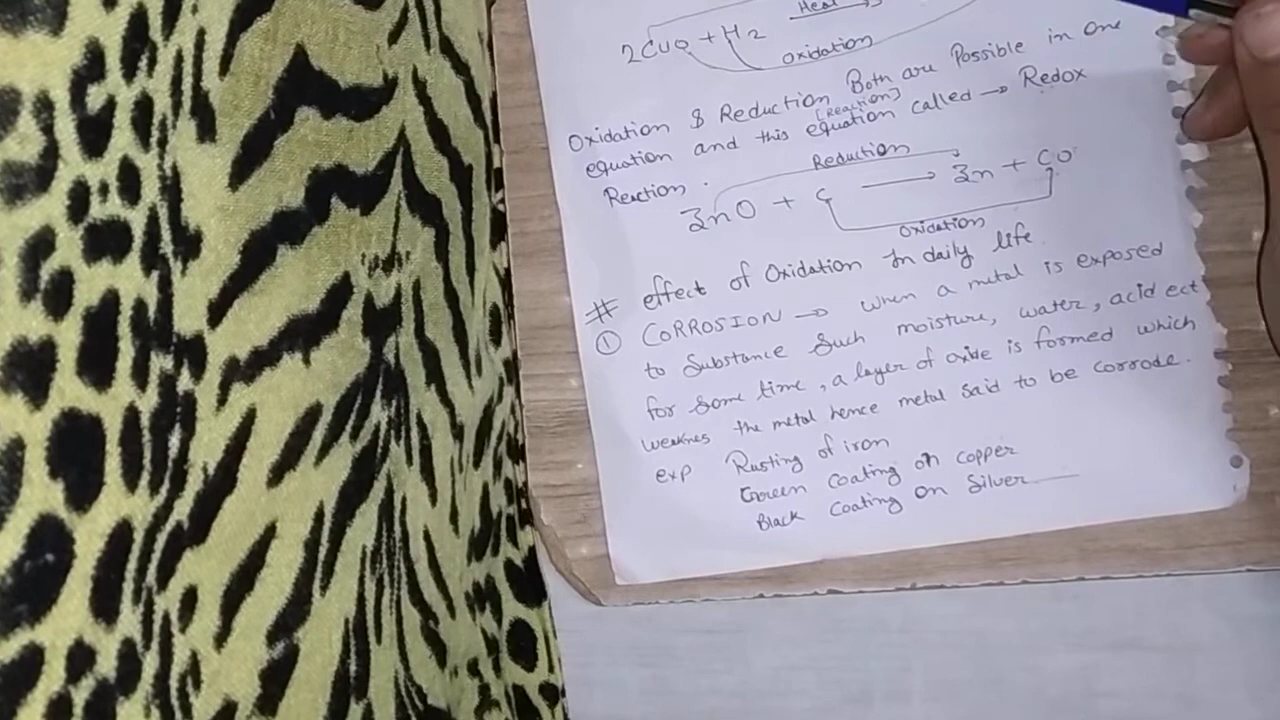 Heat
2CuO + H2
Oxidation
Oxidation & Reduction Both are Possible in One
[Reaction]
equation and this equation called → Redox
Reaction.
Reduction
ZnO + C → Zn + CO
Oxidation
# effect of Oxidation In daily life
① CORROSION → when a metal is exposed
to Substance Such moisture, water, acid ect
for Some time, a layer of oxide is formed which
weaknes the metal hence metal said to be corrode.
exp Rusting of iron
Green coating on copper
Black coating on Silver